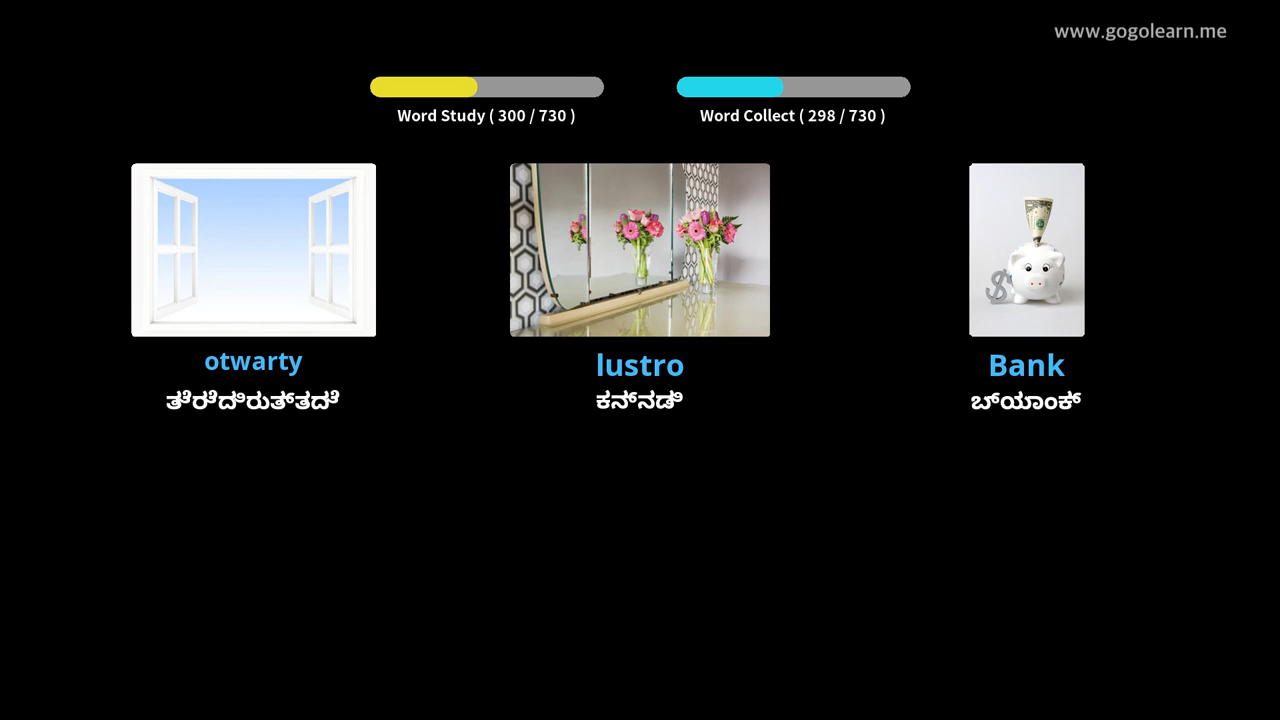 www.gogolearn.me
Word Study ( 300 / 730 )
Word Collect ( 298 / 730 )
otwarty
ತೆರೆದಿರುತ್ತದೆ
lustro
ಕನ್ನಡಿ
Bank
ಬ್ಯಾಂಕ್